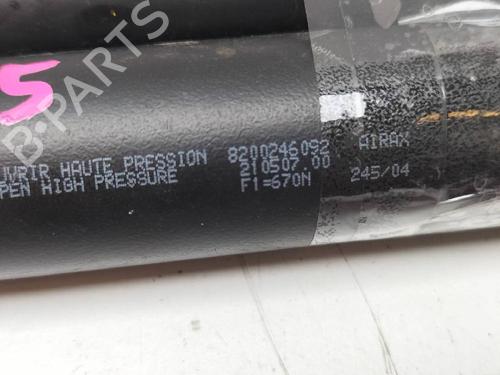 S
UVRIR HAUTE PRESSION 8200246092 AIRAX
PEN HIGH PRESSURE 210507.00 245/04
F1=670N
B-PARTS